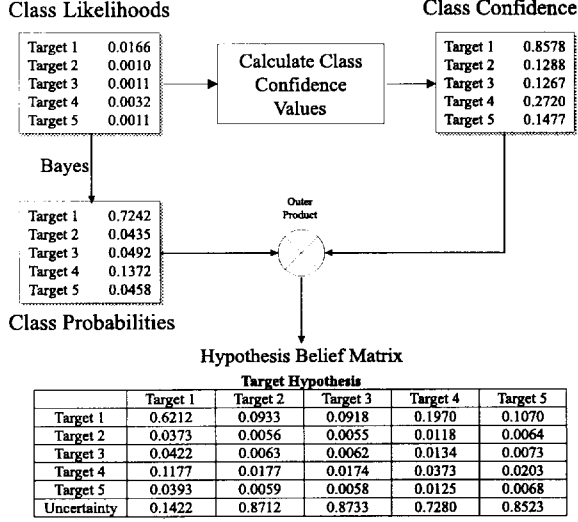 Class Likelihoods
Class Confidence
Target 1 0.0166
Target 2 0.0010
Target 3 0.0011
Target 4 0.0032
Target 5 0.0011
Calculate Class
Confidence
Values
Target 1 0.8578
Target 2 0.1288
Target 3 0.1267
Target 4 0.2720
Target 5 0.1477
Bayes
Target 1 0.7242
Target 2 0.0435
Target 3 0.0492
Target 4 0.1372
Target 5 0.0458
Outer
Product
Class Probabilities
Hypothesis Belief Matrix
Target Hypothesis
Target 1 Target 2 Target 3 Target 4 Target 5
Target 1 0.6212 0.0933 0.0918 0.1970 0.1070
Target 2 0.0373 0.0056 0.0055 0.0118 0.0064
Target 3 0.0422 0.0063 0.0062 0.0134 0.0073
Target 4 0.1177 0.0177 0.0174 0.0373 0.0203
Target 5 0.0393 0.0059 0.0058 0.0125 0.0068
Uncertainty 0.1422 0.8712 0.8733 0.7280 0.8523